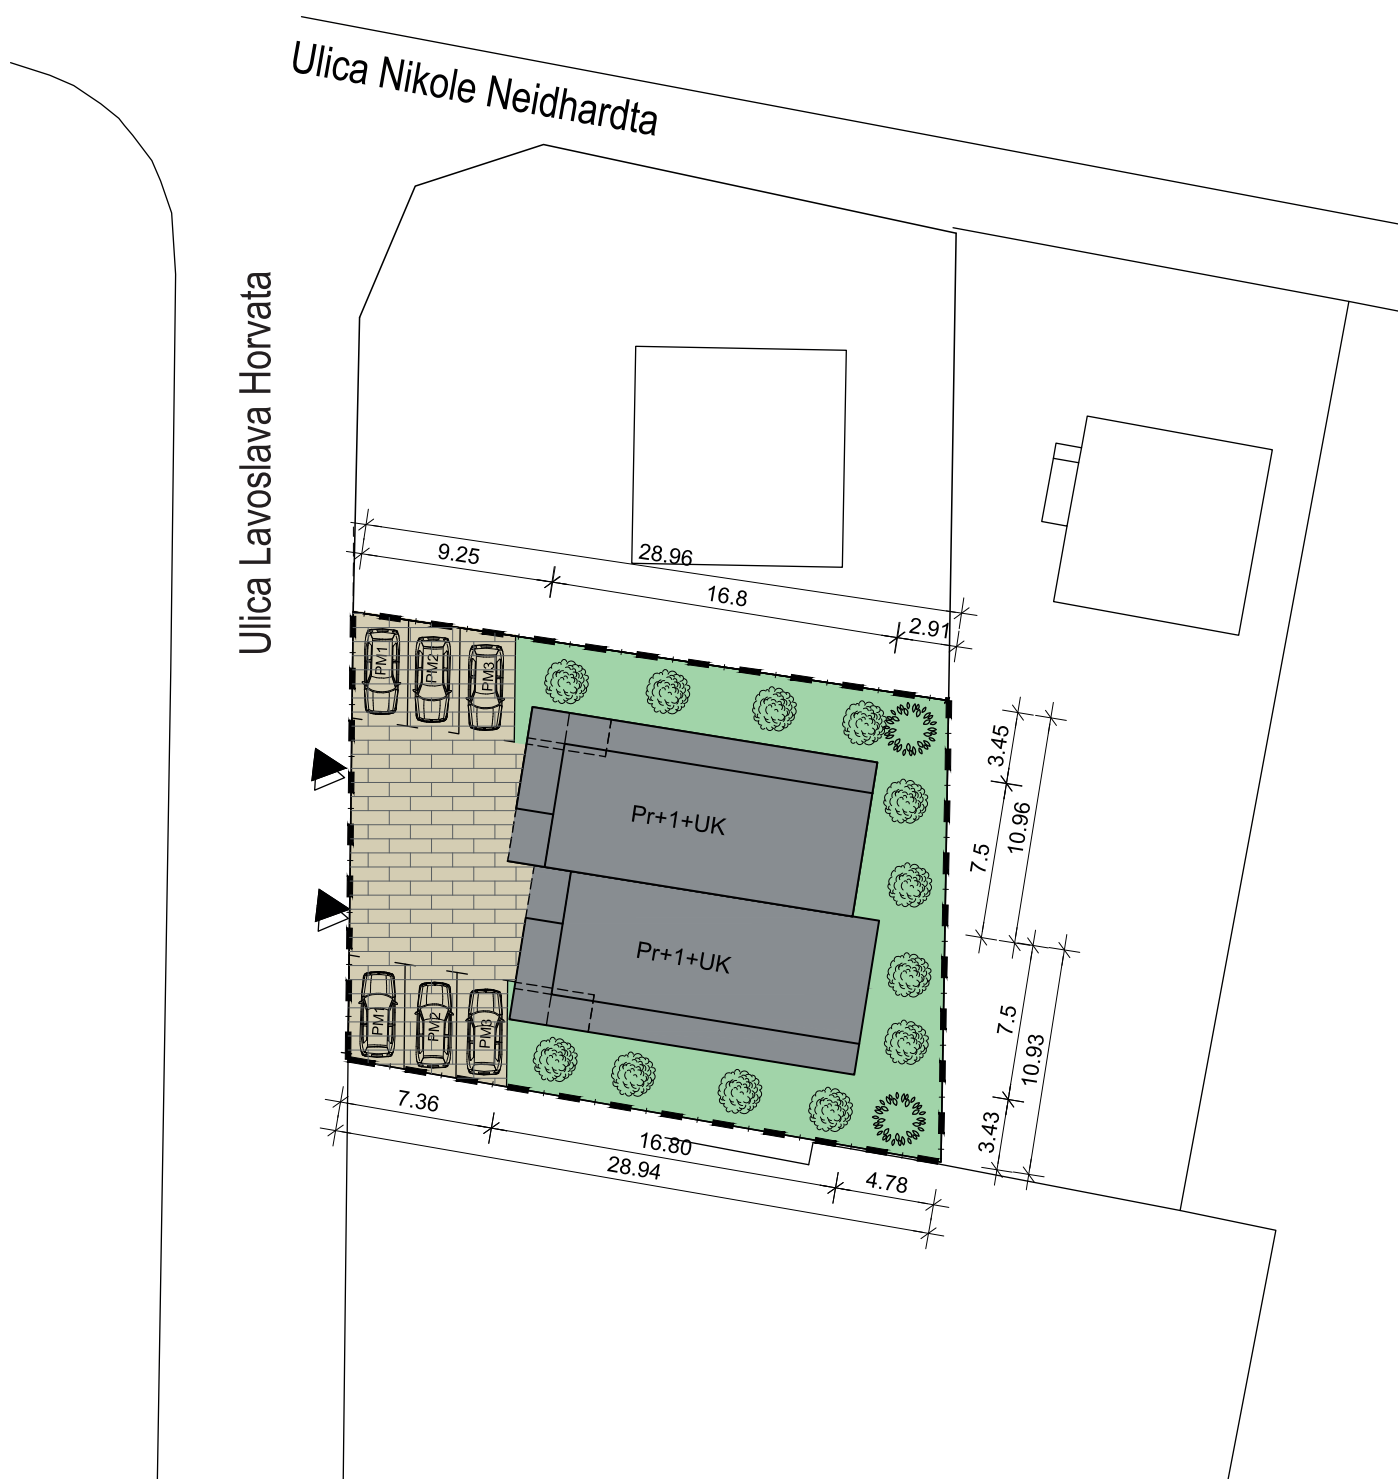 Ulica Nikole Neidhardta
Ulica Lavoslava Horvata
28.96
9.25
16.8
2.91
PM1
PM2
PM3
3.45
7.5
10.96
Pr+1+UK
Pr+1+UK
7.5
10.93
3.43
PM1
PM2
PM3
7.36
16.80
28.94
4.78